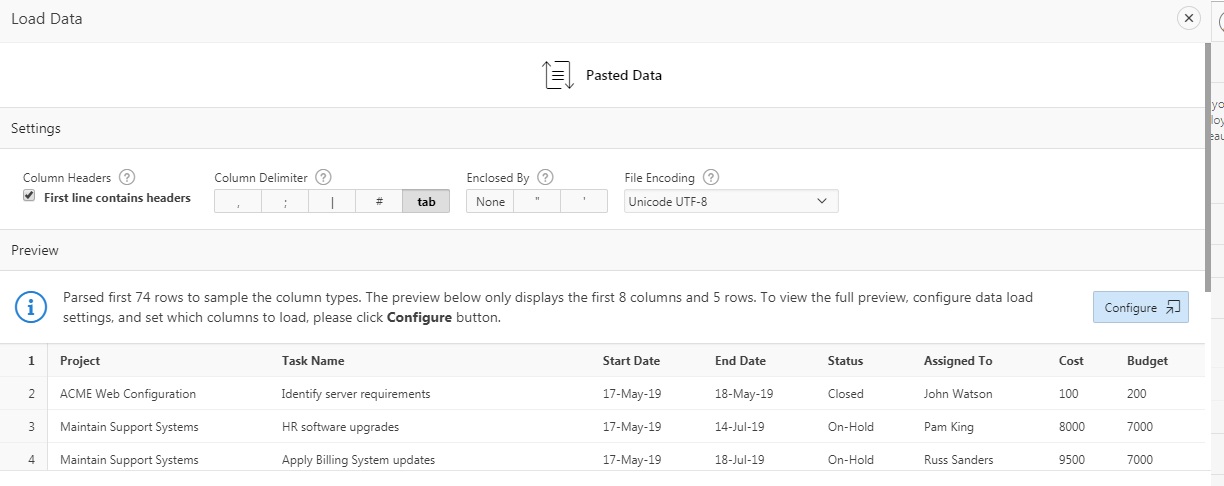 Load Data
Pasted Data
Settings
Column Headers ?
Column Delimiter ?
Enclosed By ?
File Encoding ?
First line contains headers
, ; | # tab
None " '
Unicode UTF-8
Preview
Parsed first 74 rows to sample the column types. The preview below only displays the first 8 columns and 5 rows. To view the full preview, configure data load
settings, and set which columns to load, please click Configure button.
Configure
1 Project Task Name Start Date End Date Status Assigned To Cost Budget
2 ACME Web Configuration Identify server requirements 17-May-19 18-May-19 Closed John Watson 100 200
3 Maintain Support Systems HR software upgrades 17-May-19 14-Jul-19 On-Hold Pam King 8000 7000
4 Maintain Support Systems Apply Billing System updates 17-May-19 18-Jul-19 On-Hold Russ Sanders 9500 7000